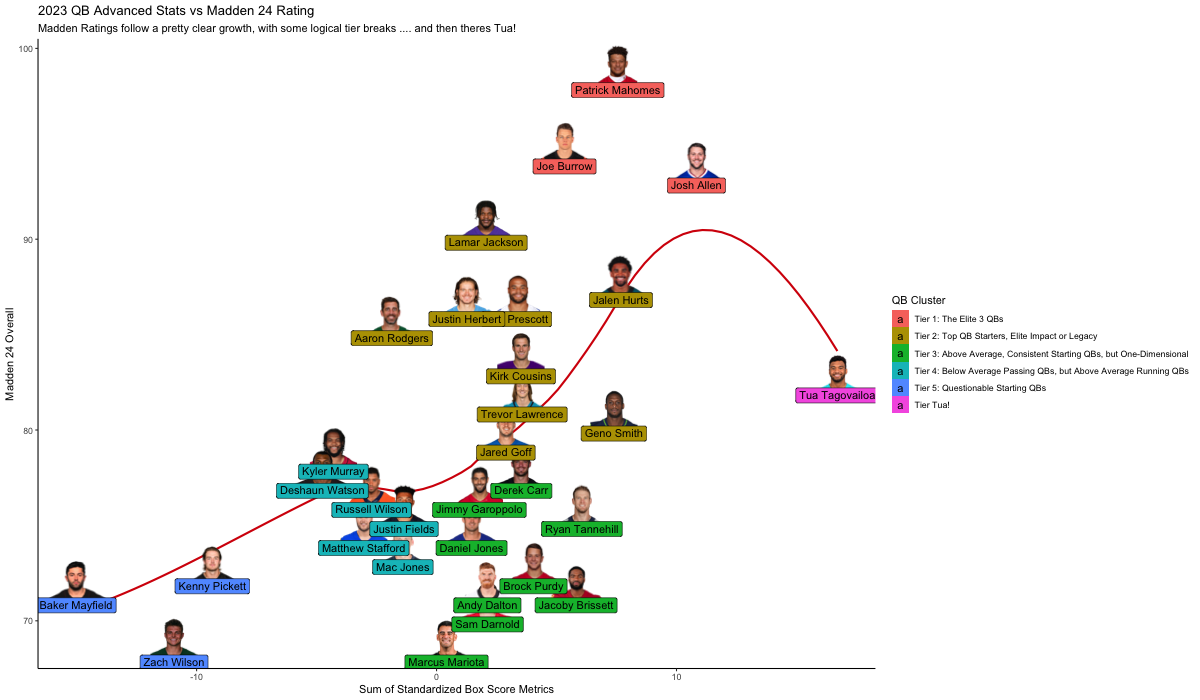 2023 QB Advanced Stats vs Madden 24 Rating
Madden Ratings follow a pretty clear growth, with some logical tier breaks .... and then theres Tua!
100
90
80
70
Madden 24 Overall
Patrick Mahomes
Joe Burrow
Josh Allen
Lamar Jackson
Jalen Hurts
Justin Herbert
Prescott
Aaron Rodgers
Kirk Cousins
Tua Tagovailoa
Trevor Lawrence
Geno Smith
Jared Goff
Kyler Murray
Deshaun Watson
Derek Carr
Russell Wilson
Jimmy Garoppolo
Justin Fields
Ryan Tannehill
Matthew Stafford
Daniel Jones
Mac Jones
Kenny Pickett
Brock Purdy
Baker Mayfield
Andy Dalton
Jacoby Brissett
Sam Darnold
Zach Wilson
Marcus Mariota
-10
0
10
Sum of Standardized Box Score Metrics
QB Cluster
a Tier 1: The Elite 3 QBs
a Tier 2: Top QB Starters, Elite Impact or Legacy
a Tier 3: Above Average, Consistent Starting QBs, but One-Dimensional
a Tier 4: Below Average Passing QBs, but Above Average Running QBs
a Tier 5: Questionable Starting QBs
a Tier Tua!